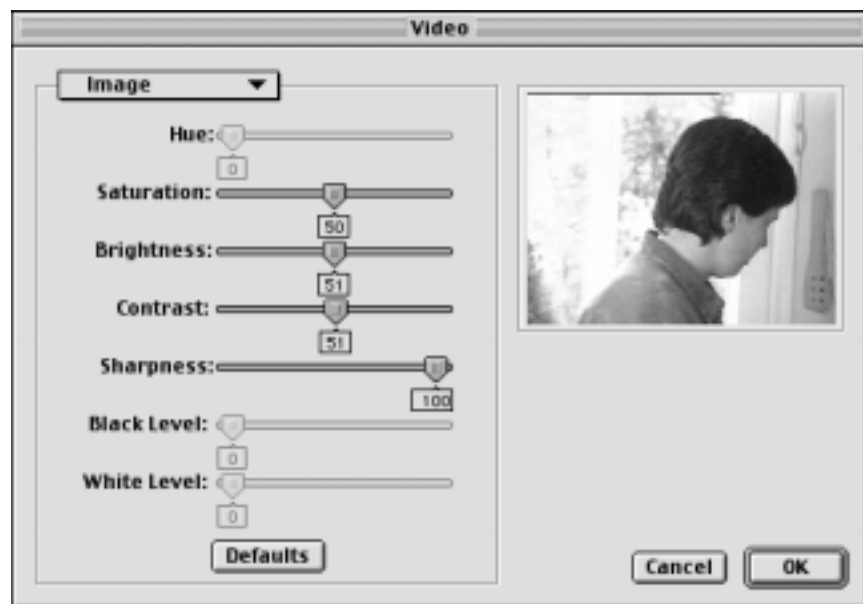 Video
Image
Hue:
0
Saturation:
50
Brightness:
51
Contrast:
51
Sharpness:
100
Black Level:
0
White Level:
0
Defaults
Cancel
OK